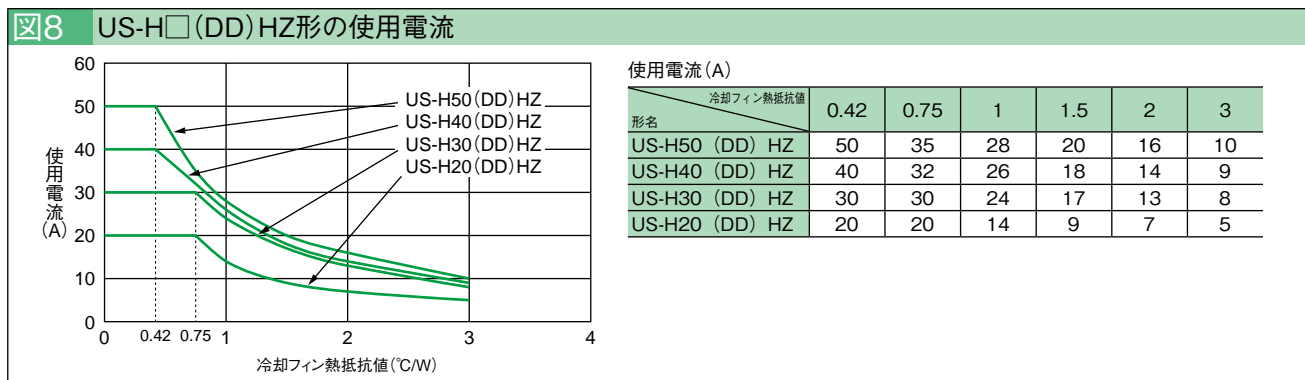 図8 US-H□(DD)HZ形の使用電流
60
50
40
30
20
10
0
使用電流(A)
0 0.42 0.75 1 2 3 4
冷却フィン熱抵抗値(℃/W)
US-H50(DD)HZ
US-H40(DD)HZ
US-H30(DD)HZ
US-H20(DD)HZ
使用電流(A)
冷却フィン熱抵抗値
形名
0.42 0.75 1 1.5 2 3
US-H50 (DD) HZ 50 35 28 20 16 10
US-H40 (DD) HZ 40 32 26 18 14 9
US-H30 (DD) HZ 30 30 24 17 13 8
US-H20 (DD) HZ 20 20 14 9 7 5